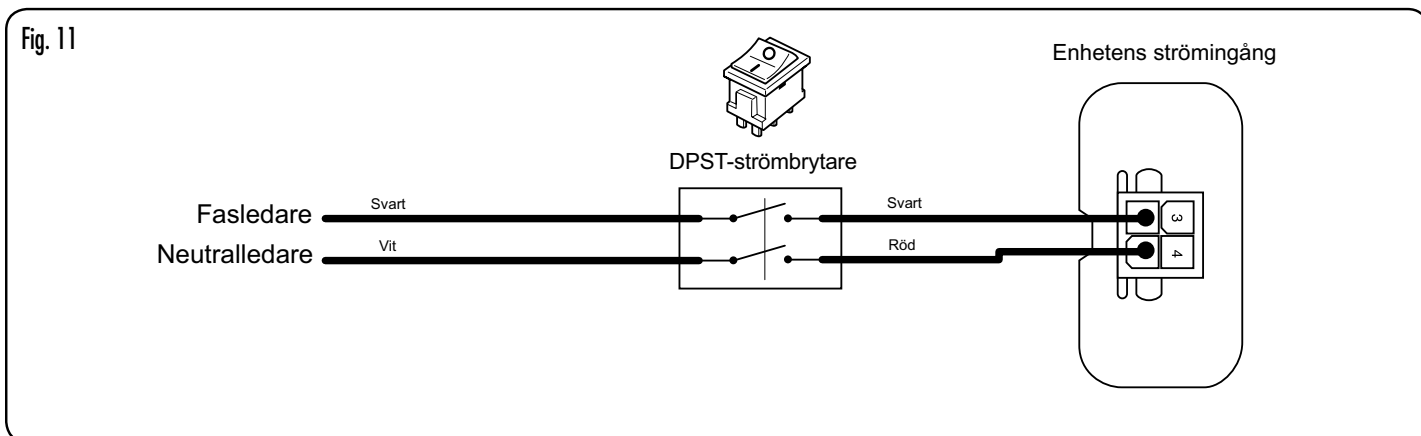 Fig. 11
Enhetens strömingång
DPST-strömbrytare
Fasledare
Svart
Svart
3
Neutralledare
Vit
Röd
4